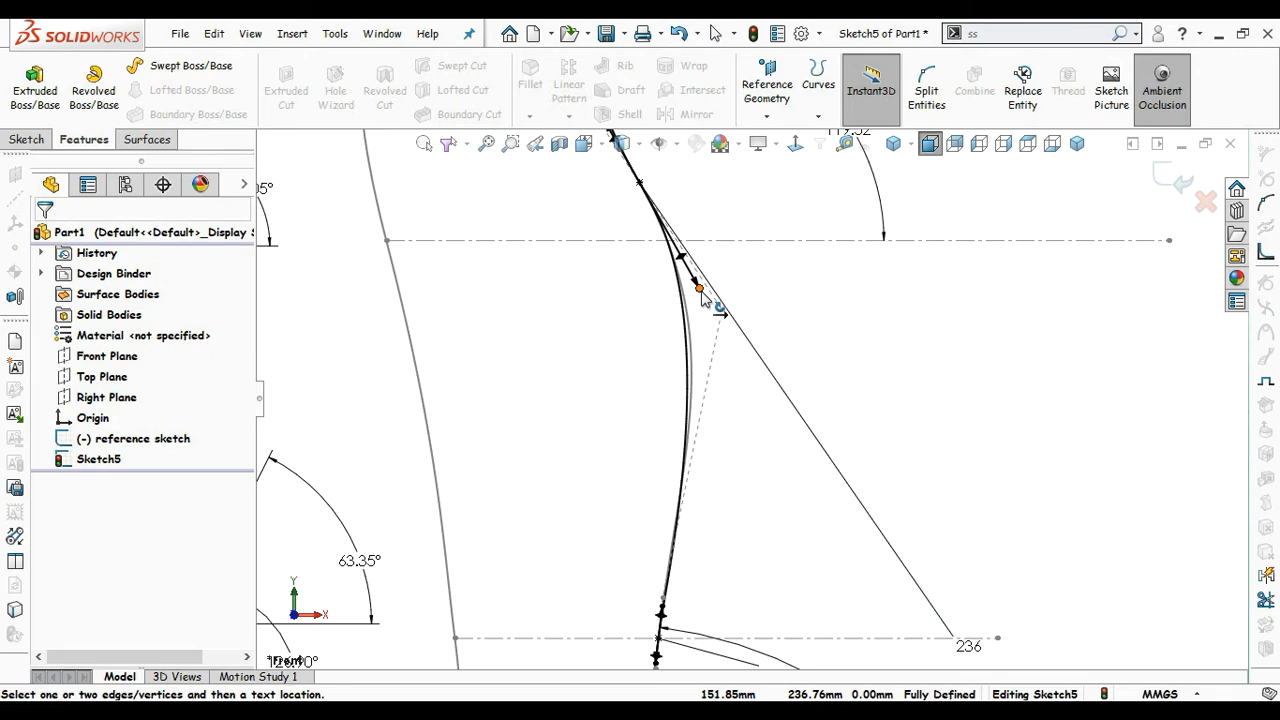 SOLIDWORKS File Edit View Insert Tools Window Help Sketch5 of Part1 * ss ?
Extruded Boss/Base
Revolved Boss/Base
Swept Boss/Base
Lofted Boss/Base
Boundary Boss/Base
Extruded Cut
Hole Wizard
Revolved Cut
Swept Cut
Lofted Cut
Boundary Cut
Fillet
Linear Pattern
Rib
Draft
Shell
Wrap
Intersect
Mirror
Reference Geometry
Curves
Instant3D
Split Entities
Combine
Replace Entity
Thread
Sketch Picture
Ambient Occlusion
Sketch Features Surfaces
Part1 (Default<<Default>_Display S
History
Design Binder
Surface Bodies
Solid Bodies
Material <not specified>
Front Plane
Top Plane
Right Plane
Origin
(-) reference sketch
Sketch5
63.35°
Y
X
236
*Front
Model 3D Views Motion Study 1
Select one or two edges/vertices and then a text location. 151.85mm 236.76mm 0.00mm Fully Defined Editing Sketch5 MMGS